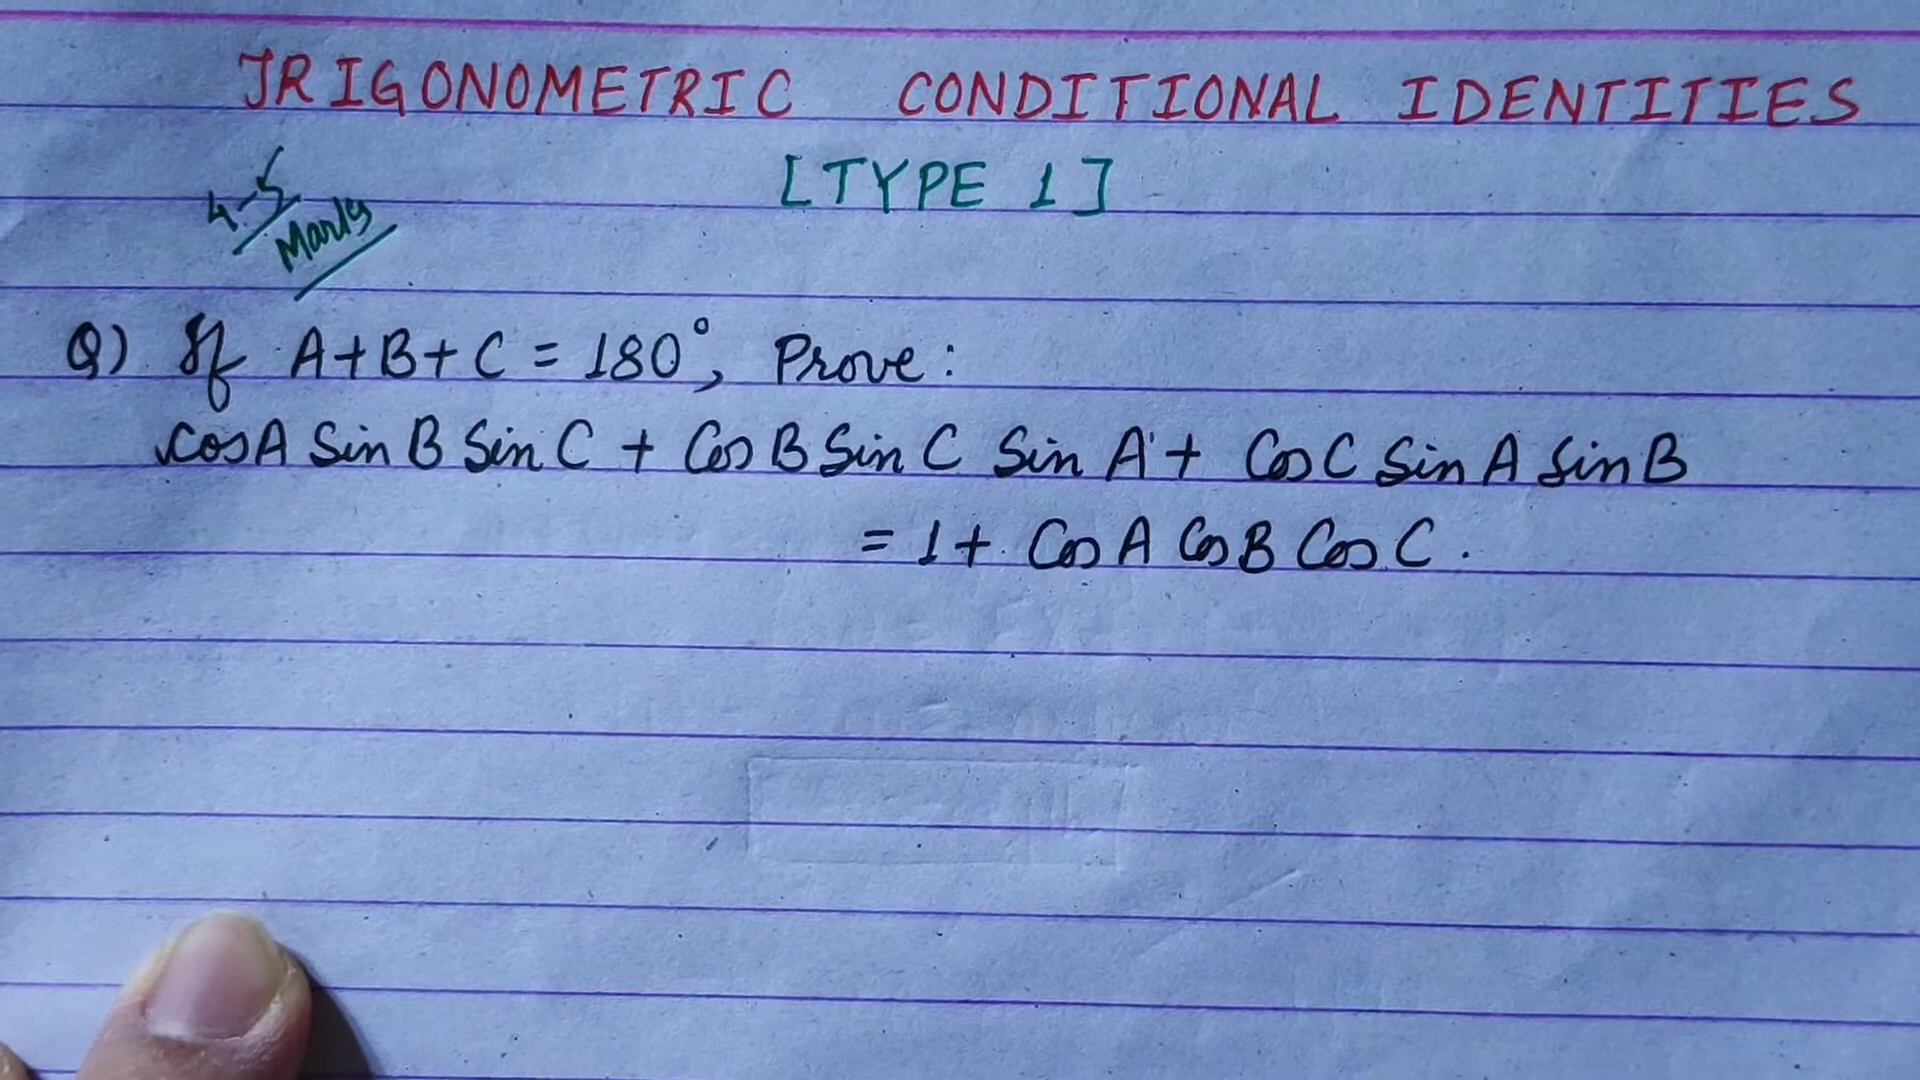 TRIGONOMETRIC CONDITIONAL IDENTITIES
[TYPE 1]
4-5
Marks
Q) If A+B+C = 180°, Prove:
CosA Sin B Sin C + Cos B Sin C Sin A + Cos C Sin A Sin B
= 1 + Cos A Cos B Cos C.